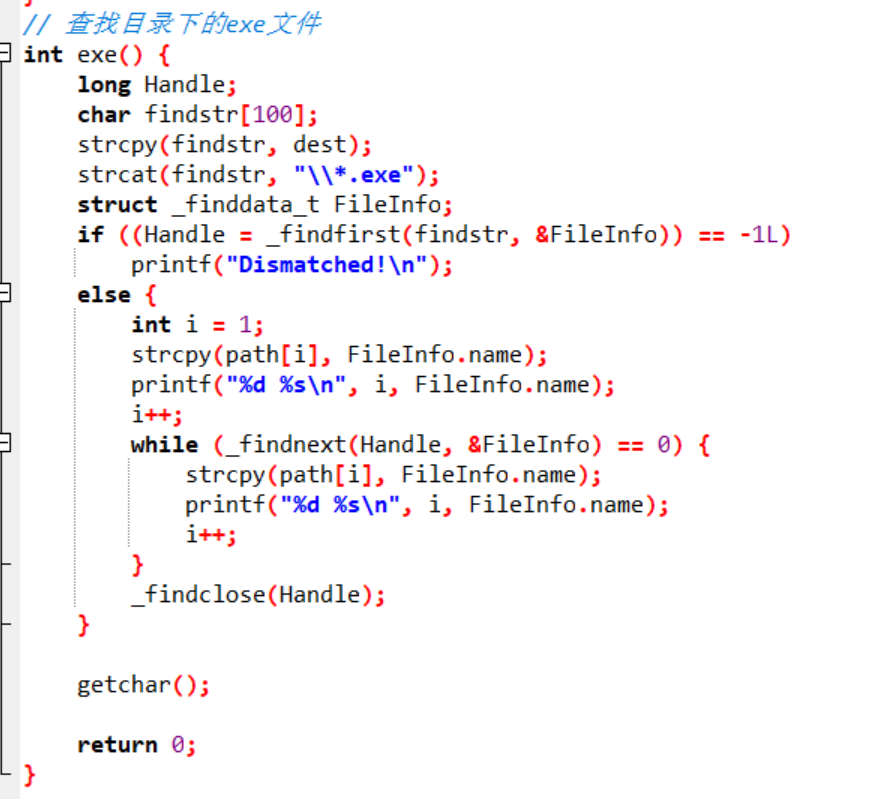 // 查找目录下的exe文件
int exe() {
    long Handle;
    char findstr[100];
    strcpy(findstr, dest);
    strcat(findstr, "\\*.exe");
    struct _finddata_t FileInfo;
    if ((Handle = _findfirst(findstr, &FileInfo)) == -1L)
        printf("Dismatched!\n");
    else {
        int i = 1;
        strcpy(path[i], FileInfo.name);
        printf("%d %s\n", i, FileInfo.name);
        i++;
        while (_findnext(Handle, &FileInfo) == 0) {
            strcpy(path[i], FileInfo.name);
            printf("%d %s\n", i, FileInfo.name);
            i++;
        }
        _findclose(Handle);
    }
    getchar();
    return 0;
}